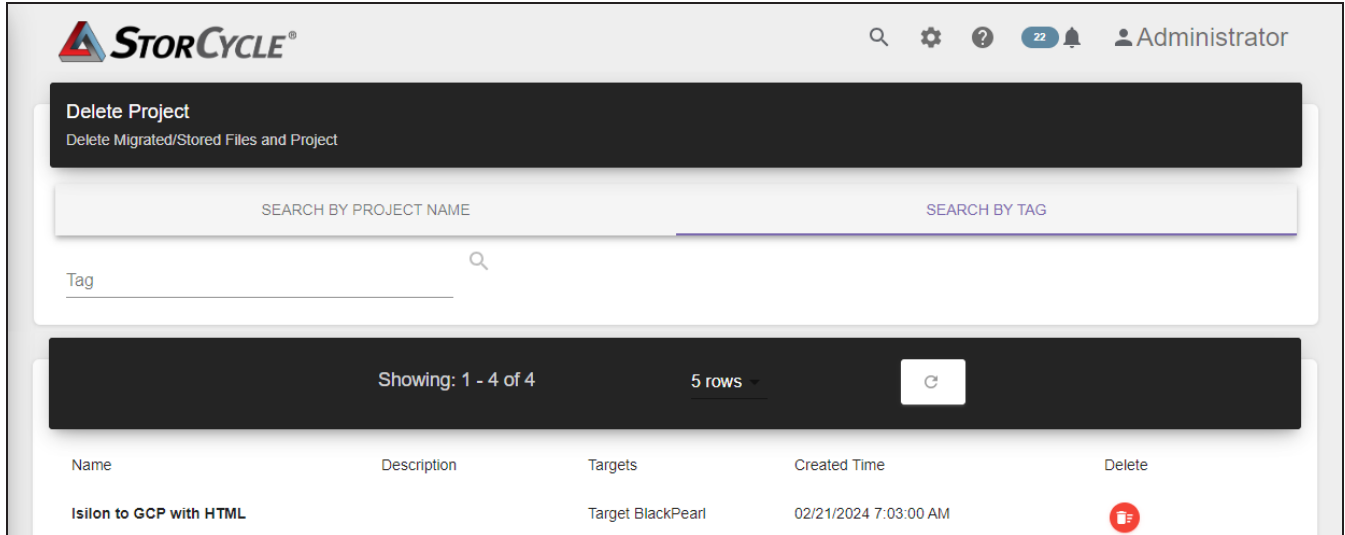 STORCYCLE® 22 Administrator
Delete Project
Delete Migrated/Stored Files and Project
SEARCH BY PROJECT NAME SEARCH BY TAG
Tag
Showing: 1 - 4 of 4 5 rows
Name Description Targets Created Time Delete
Isilon to GCP with HTML Target BlackPearl 02/21/2024 7:03:00 AM